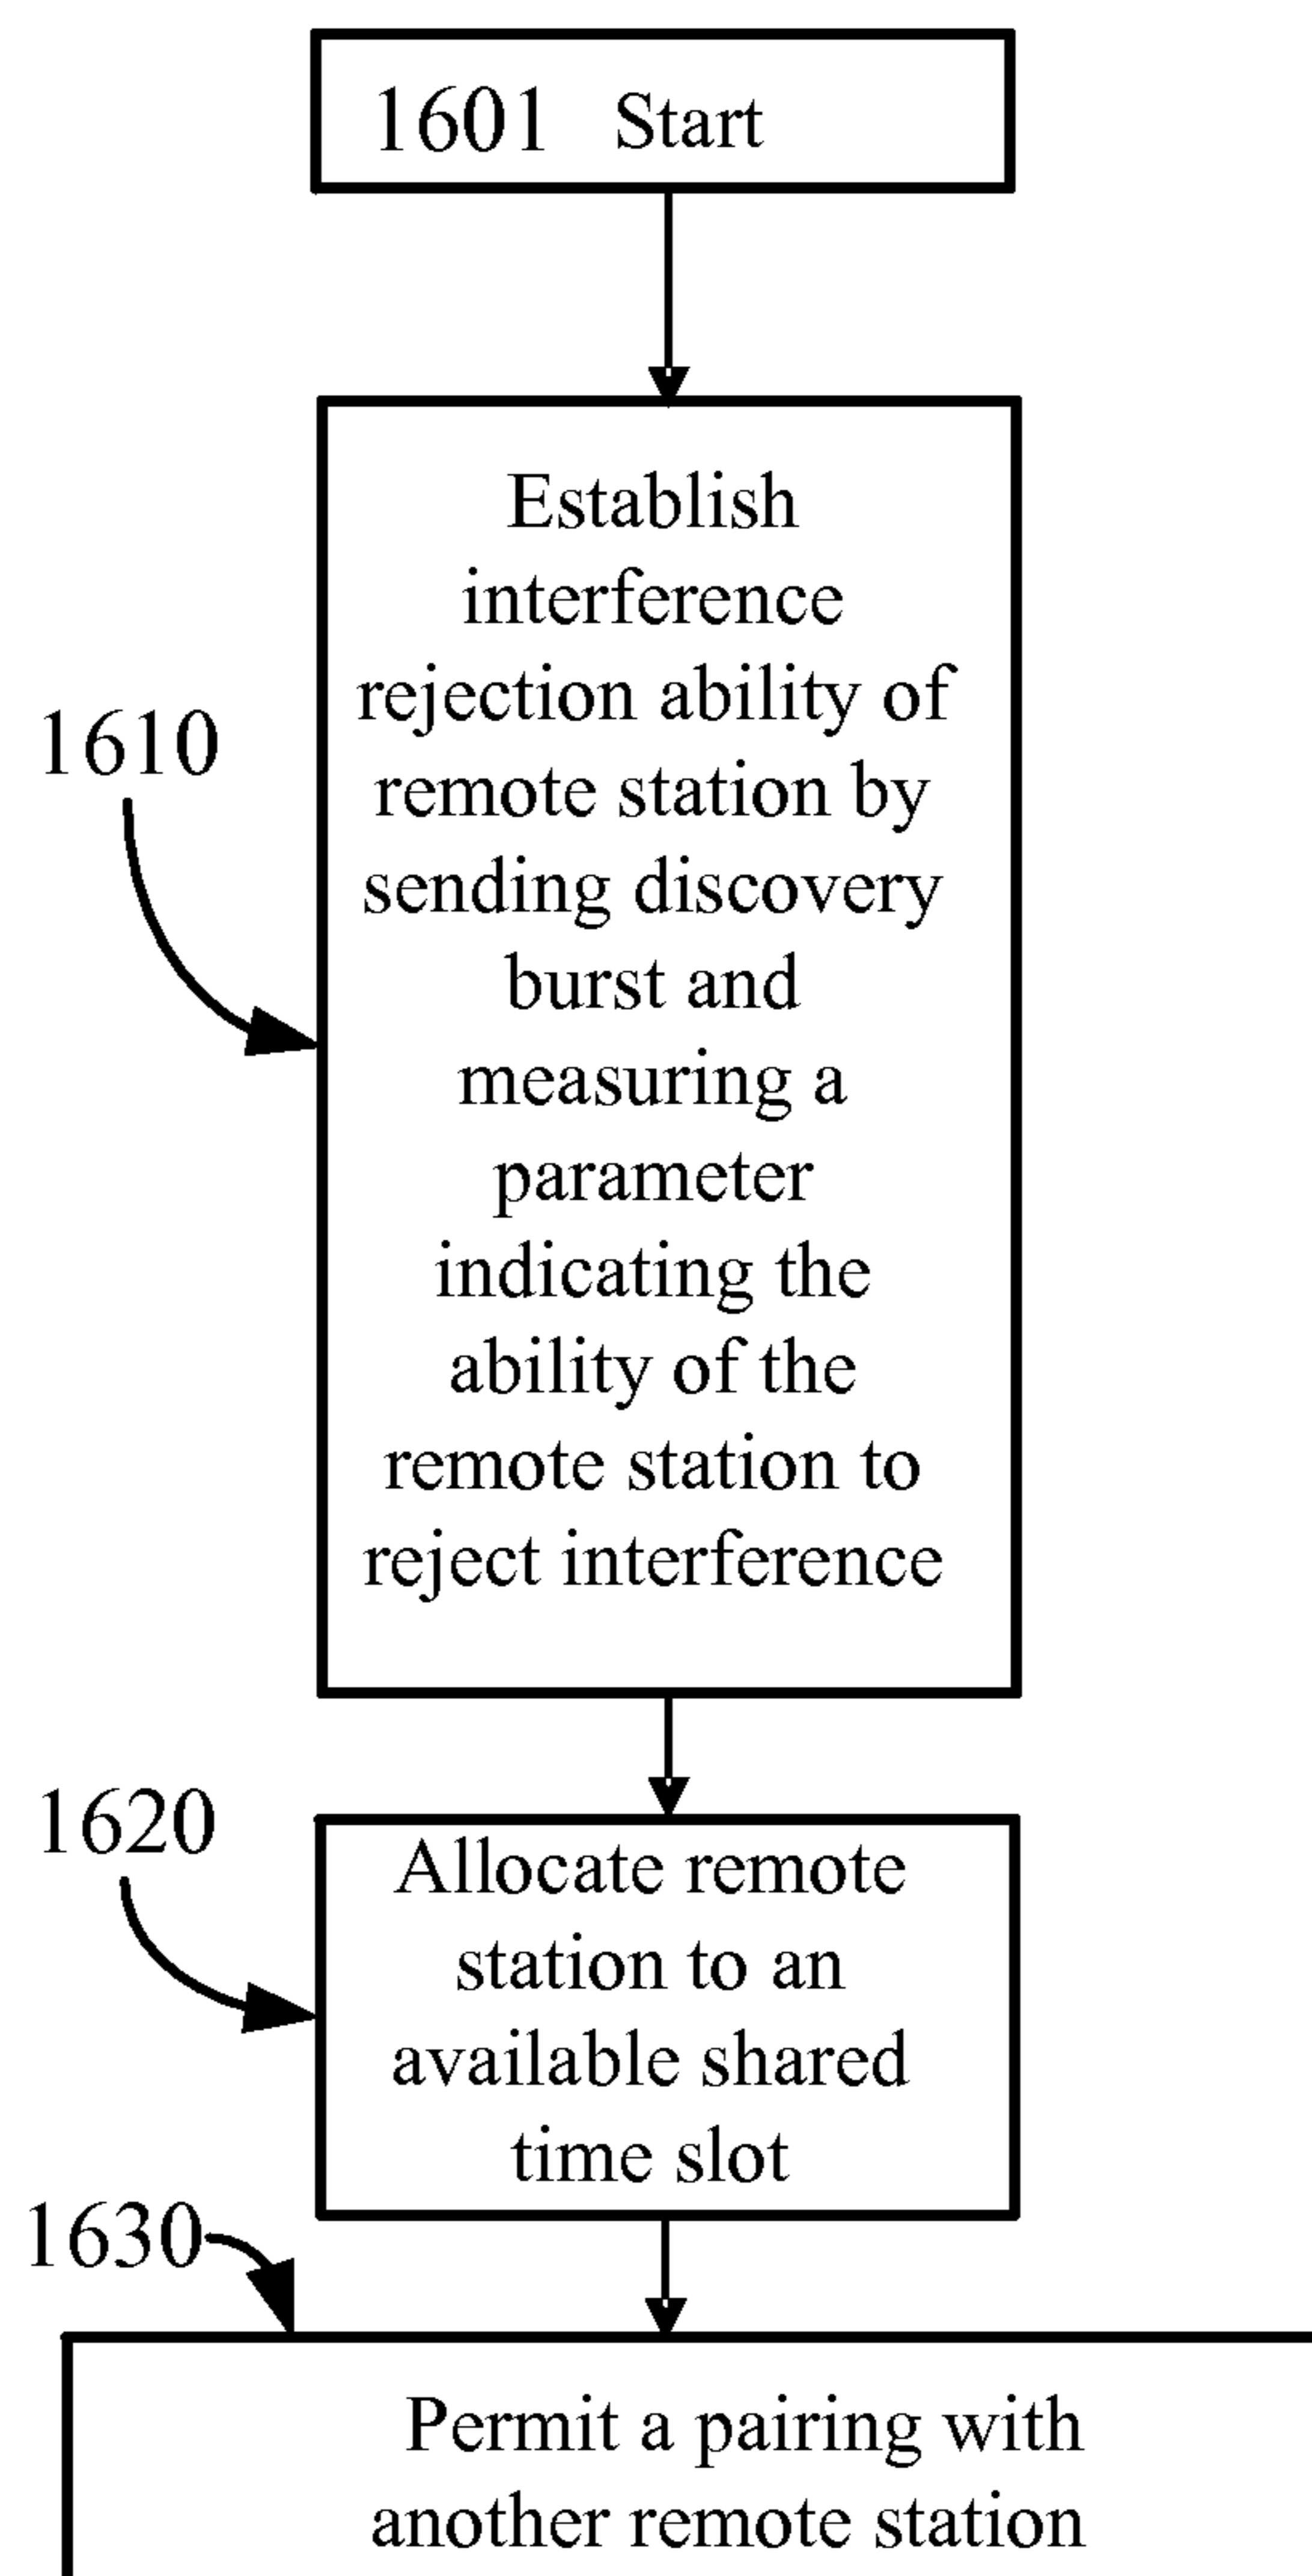 1601 Start
Establish
interference
rejection ability of
remote station by
sending discovery
burst and
measuring a
parameter
indicating the
ability of the
remote station to
reject interference
1610
Allocate remote
station to an
available shared
time slot
1620
1630
Permit a pairing with
another remote station